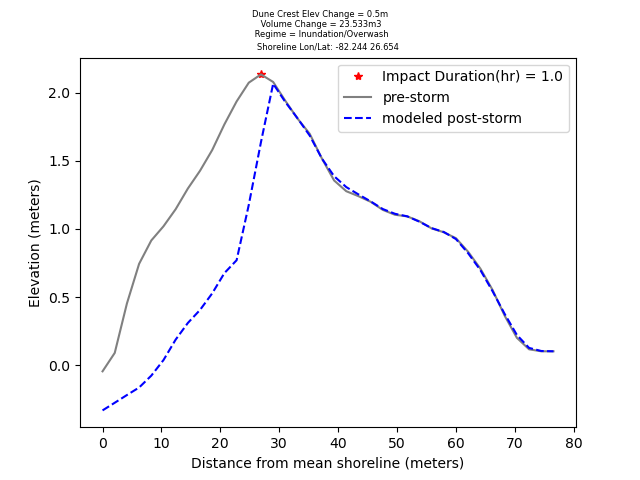 Dune Crest Elev Change = 0.5m
Volume Change = 23.533m3
Regime = Inundation/Overwash
Shoreline Lon/Lat: -82.244 26.654
Impact Duration(hr) = 1.0
pre-storm
modeled post-storm
Elevation (meters)
2.0
1.5
1.0
0.5
0.0
0 10 20 30 40 50 60 70 80
Distance from mean shoreline (meters)